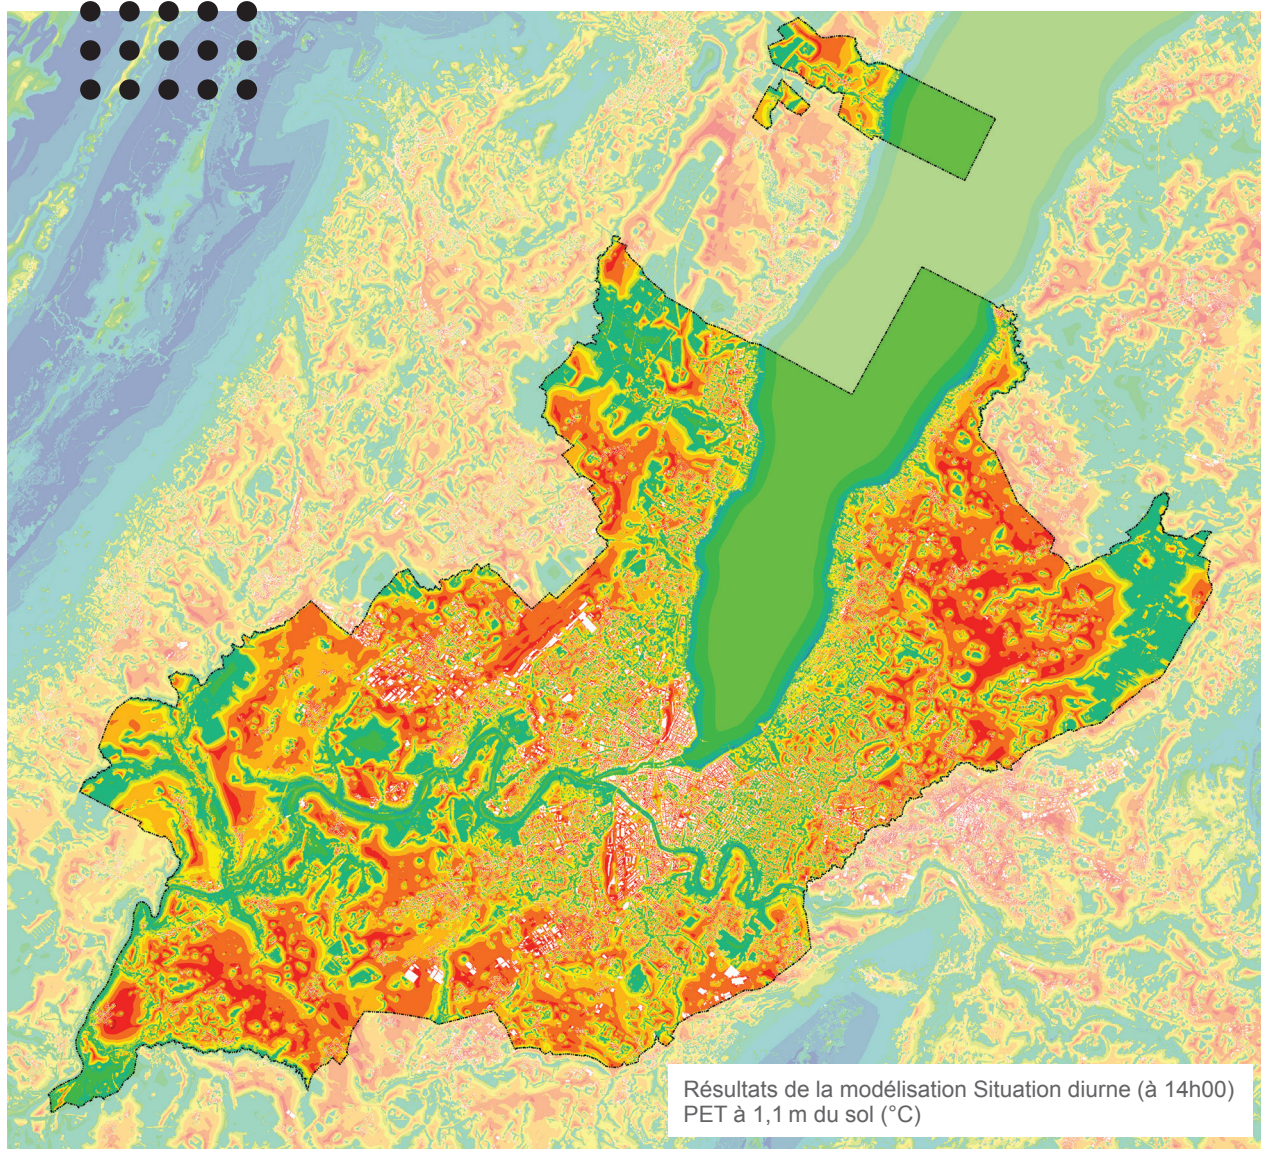 Résultats de la modélisation Situation diurne (à 14h00)
PET à 1,1 m du sol (°C)